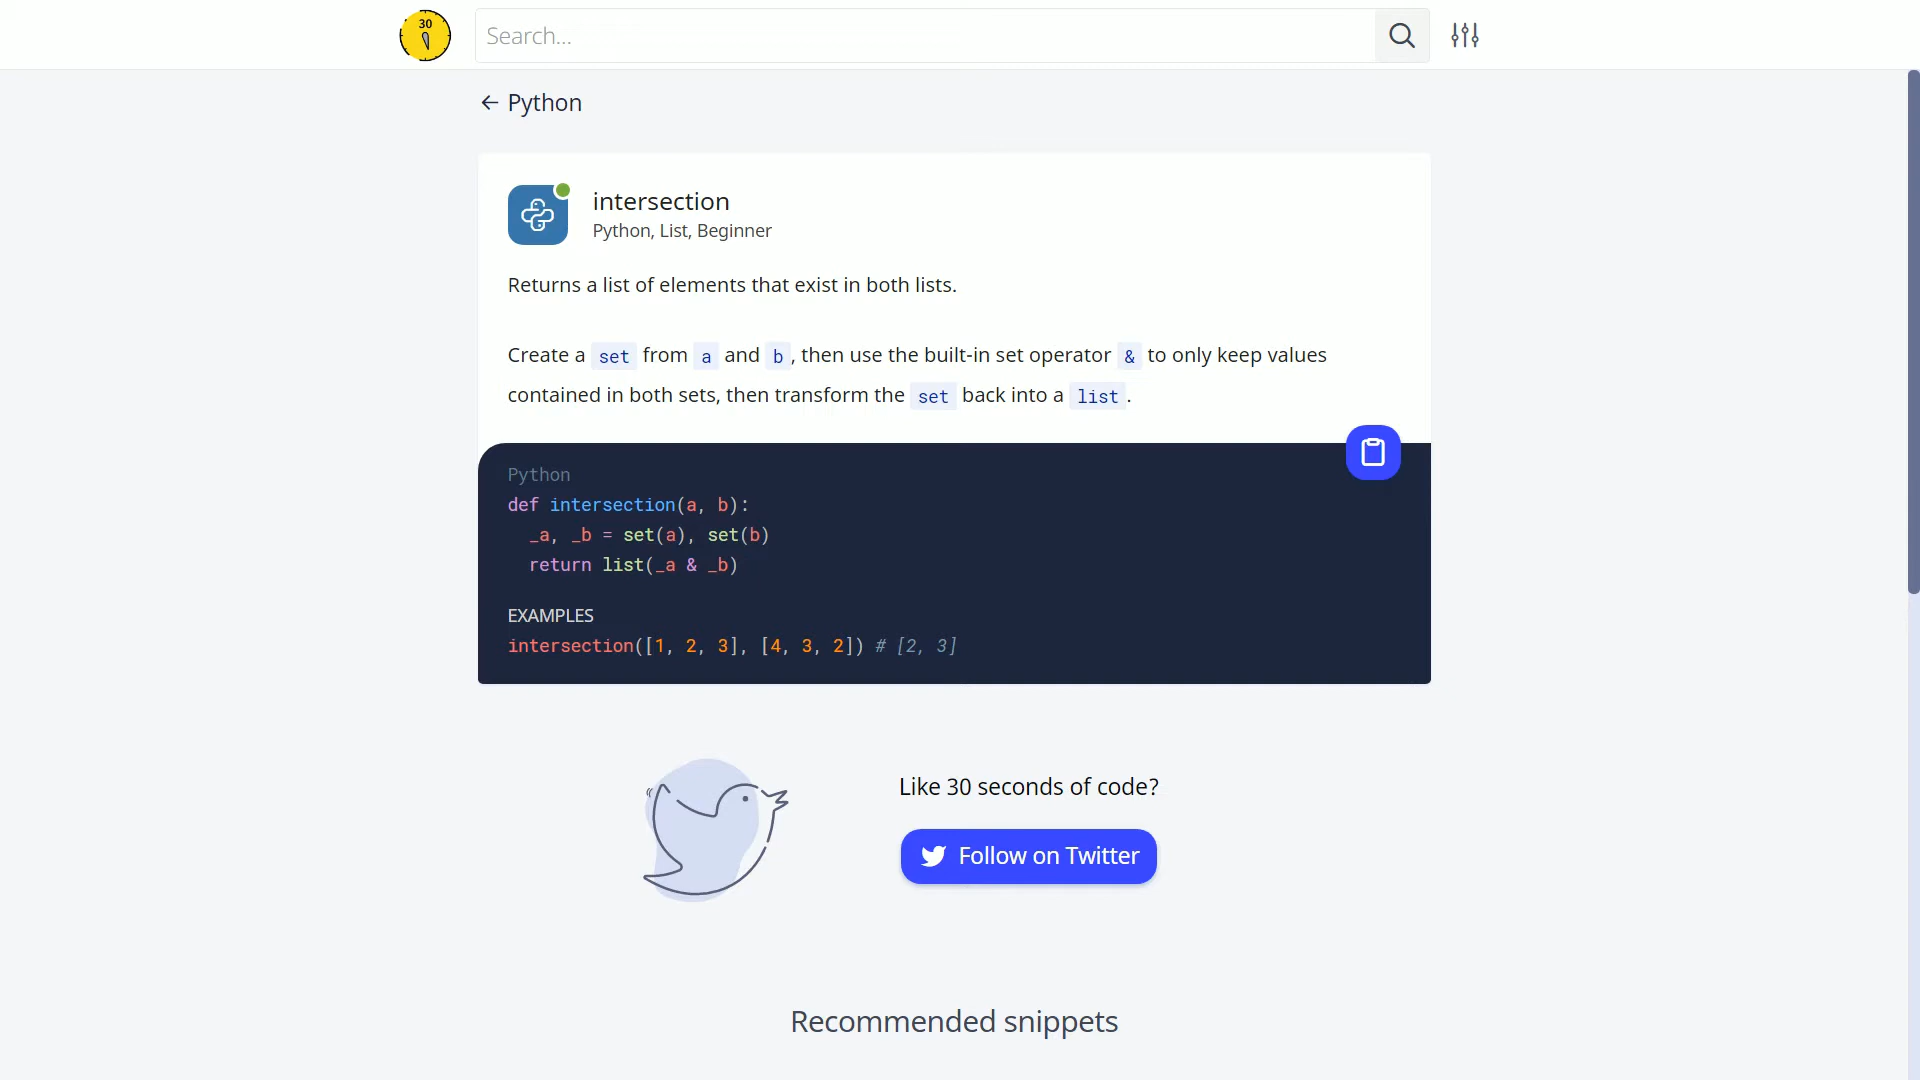 30
Search...
← Python
intersection
Python, List, Beginner
Returns a list of elements that exist in both lists.
Create a set from a and b, then use the built-in set operator & to only keep values
contained in both sets, then transform the set back into a list.
Python
def intersection(a, b):
  _a, _b = set(a), set(b)
  return list(_a & _b)
EXAMPLES
intersection([1, 2, 3], [4, 3, 2]) # [2, 3]
Like 30 seconds of code?
Follow on Twitter
Recommended snippets